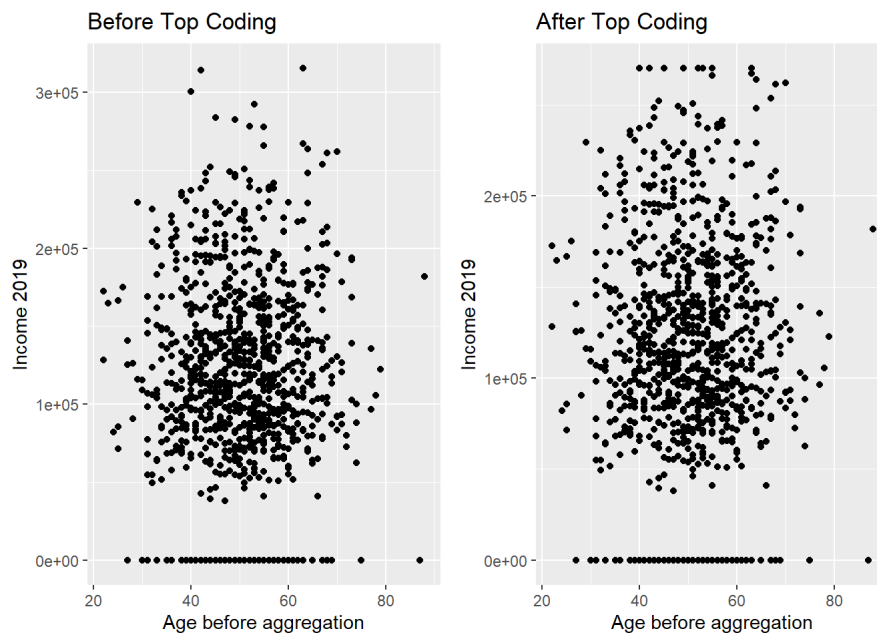 Before Top Coding
Income 2019
3e+05
2e+05
1e+05
0e+00
20 40 60 80
Age before aggregation
After Top Coding
Income 2019
2e+05
1e+05
0e+00
20 40 60 80
Age before aggregation